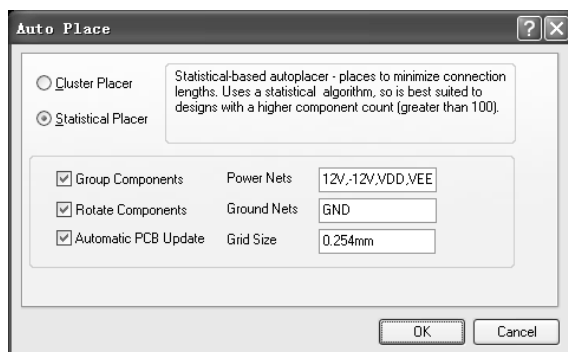 Auto Place
Cluster Placer
Statistical Placer
Statistical-based autoplacer - places to minimize connection
lengths. Uses a statistical algorithm, so is best suited to
designs with a higher component count (greater than 100).
Group Components Power Nets 12V,-12V,VDD,VEE
Rotate Components Ground Nets GND
Automatic PCB Update Grid Size 0.254mm
OK Cancel